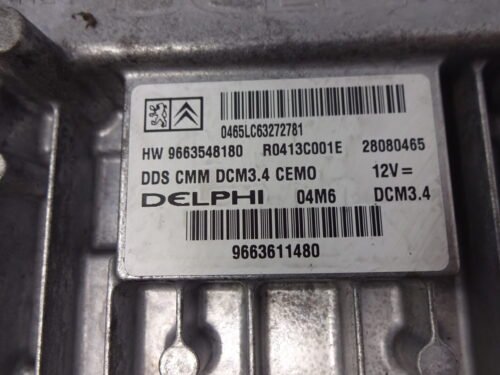 0465LC63272781
HW 9663548180 R0413C001E 28080465
DDS CMM DCM3.4 CEMO 12V=
DELPHI 04M6 DCM3.4
9663611480